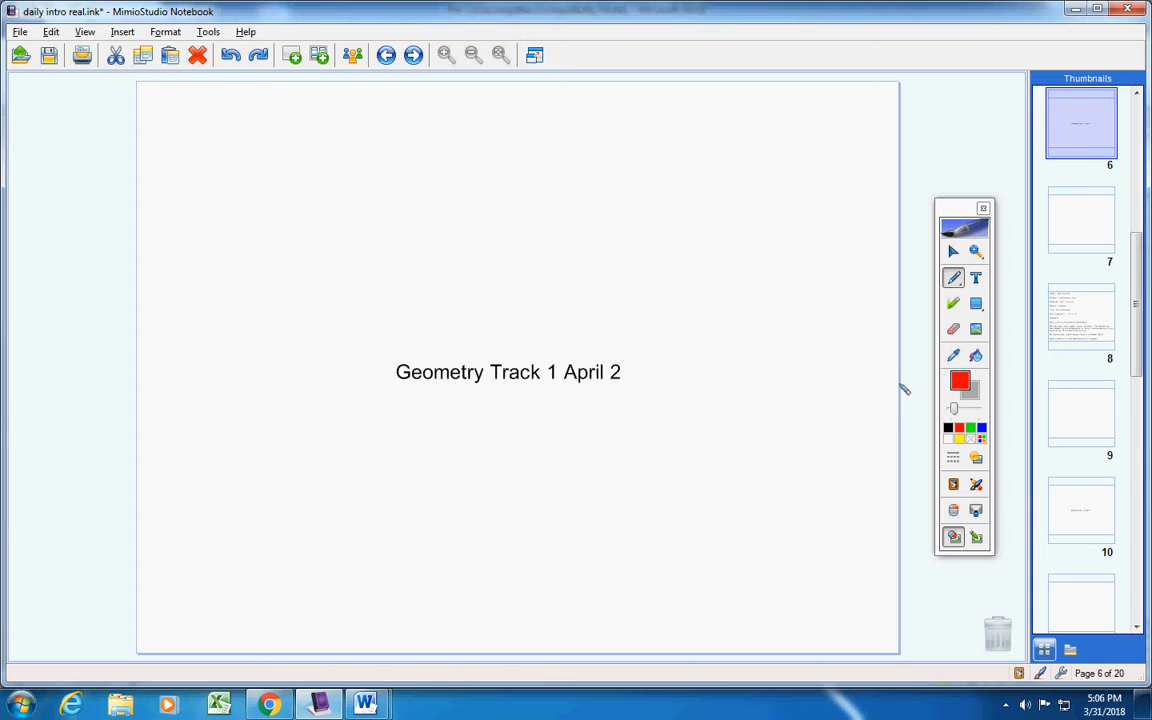 daily intro real.ink* - MimioStudio Notebook
File Edit View Insert Format Tools Help
Thumbnails
6
7
8
9
10
Geometry Track 1 April 2
Page 6 of 20
5:06 PM
3/31/2018